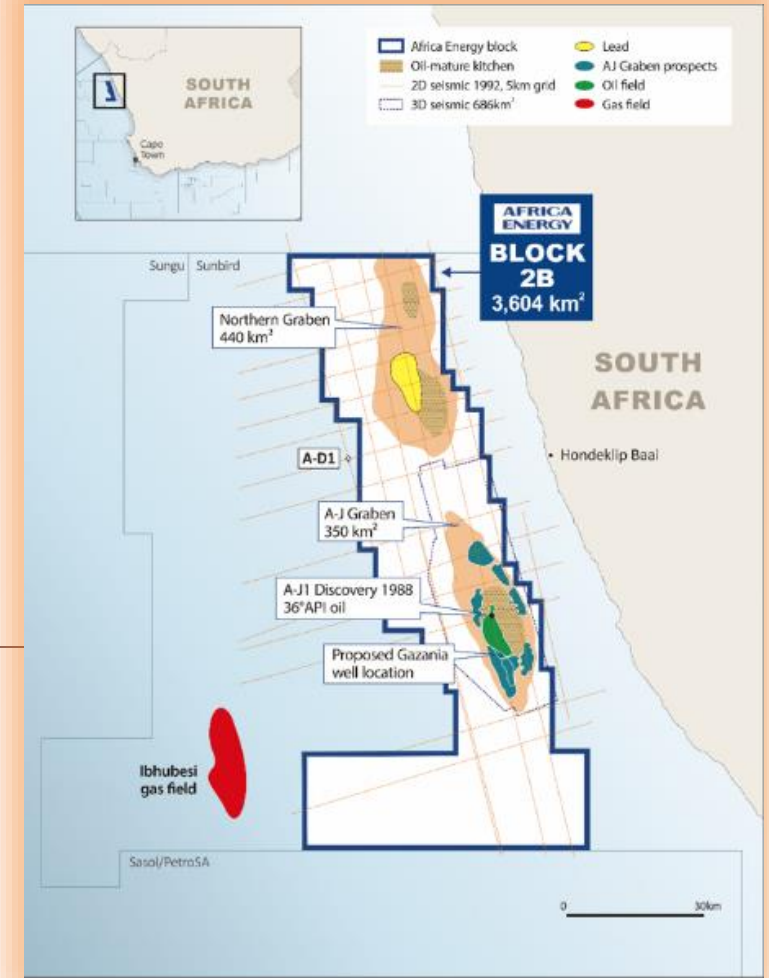 SOUTH
AFRICA
Cape
Town
Africa Energy block
Oil-mature kitchen
2D seismic 1992, 5km grid
3D seismic 686km²
Lead
AJ Graben prospects
Oil field
Gas field
AFRICA
ENERGY
BLOCK
2B
3,604 km²
Sungu
Sunbird
Northern Graben
440 km²
SOUTH
AFRICA
A-D1
Hondeklip Baai
A-J Graben
350 km²
A-J1 Discovery 1988
36°API oil
Proposed Gazania
well location
Ibhubesi
gas field
Sasol/PetroSA
0
30km